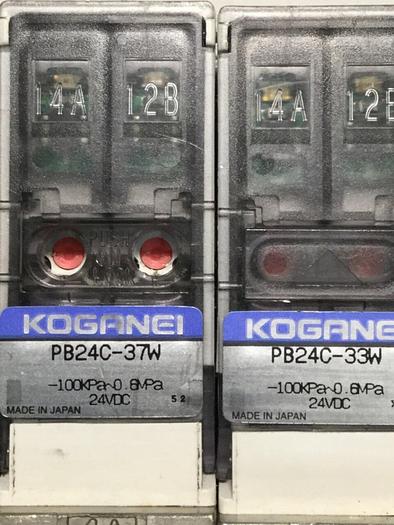 14A 12B
KOGANEI
PB24C-37W
-100KPa~0.6MPa
24VDC 52
MADE IN JAPAN
14A 12B
KOGANEI
PB24C-33W
-100KPa~0.6MPa
24VDC
MADE IN JAPAN